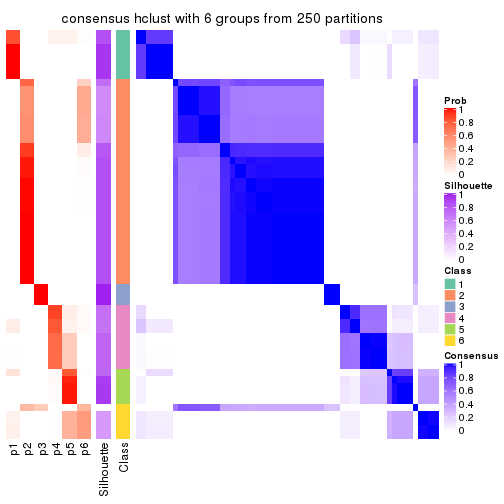 consensus hclust with 6 groups from 250 partitions
Prob
1
0.8
0.6
0.4
0.2
0
Silhouette
1
0.8
0.6
0.4
0.2
0
Class
1
2
3
4
5
6
Consensus
1
0.8
0.6
0.4
0.2
0
p1
p2
p3
p4
p5
p6
Silhouette
Class